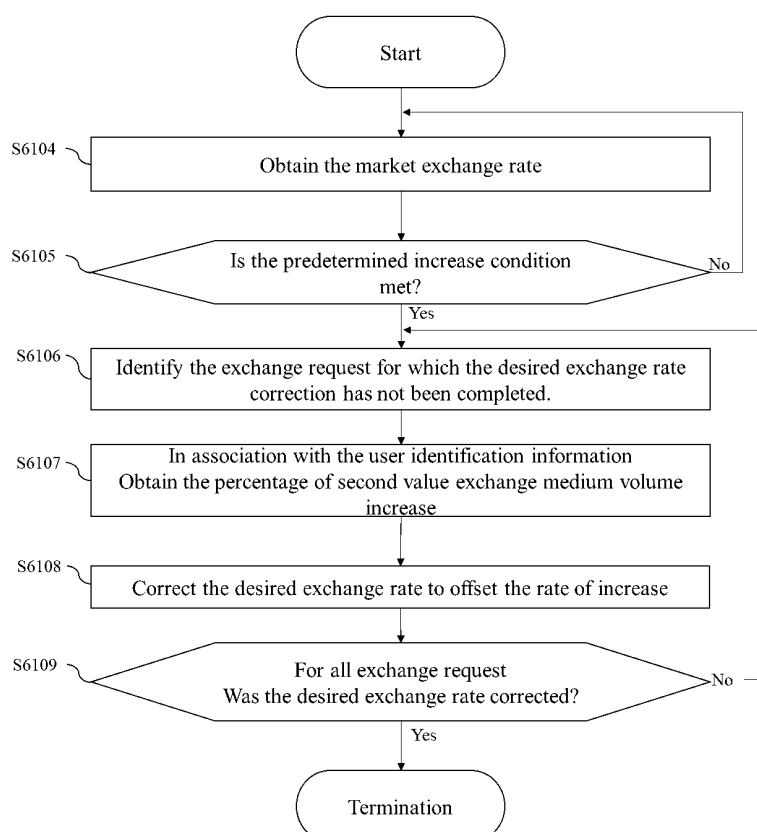 Start
S6104
Obtain the market exchange rate
S6105
Is the predetermined increase condition
met?
No
Yes
S6106
Identify the exchange request for which the desired exchange rate
correction has not been completed.
S6107
In association with the user identification information
Obtain the percentage of second value exchange medium volume
increase
S6108
Correct the desired exchange rate to offset the rate of increase
S6109
For all exchange request
Was the desired exchange rate corrected?
No
Yes
Termination